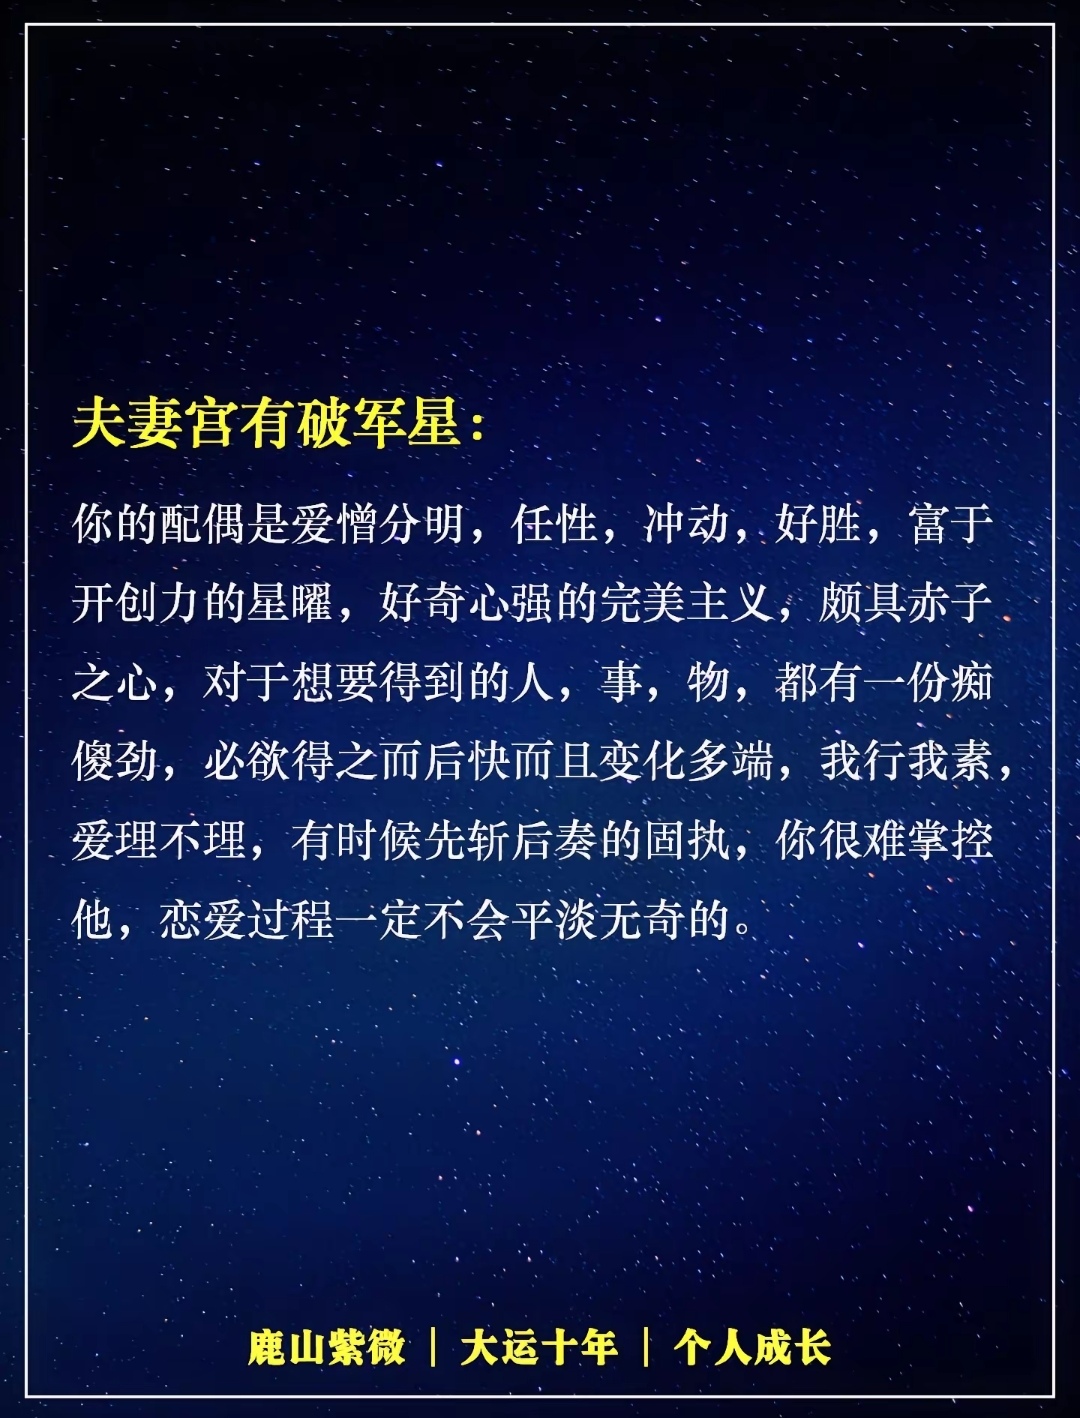 夫妻宫有破军星：
你的配偶是爱憎分明，任性，冲动，好胜，富于
开创力的星曜，好奇心强的完美主义，颇具赤子
之心，对于想要得到的人，事，物，都有一份痴
傻劲，必欲得之而后快而且变化多端，我行我素，
爱理不理，有时候先斩后奏的固执，你很难掌控
他，恋爱过程一定不会平淡无奇的。
鹿山紫微｜大运十年｜个人成长